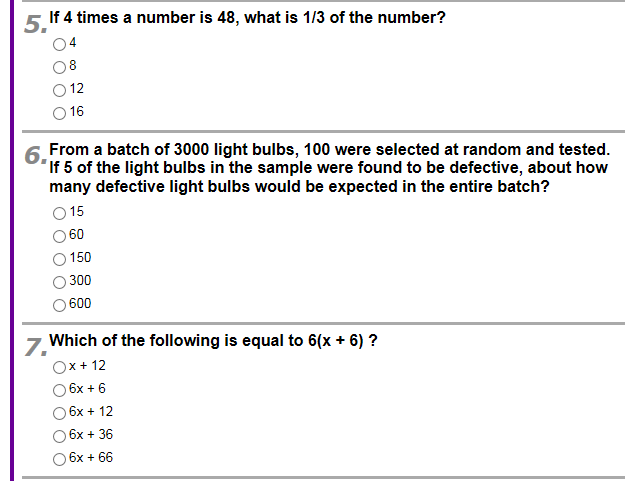 5. If 4 times a number is 48, what is 1/3 of the number?
4
8
12
16
6. From a batch of 3000 light bulbs, 100 were selected at random and tested.
If 5 of the light bulbs in the sample were found to be defective, about how
many defective light bulbs would be expected in the entire batch?
15
60
150
300
600
7. Which of the following is equal to 6(x + 6) ?
x + 12
6x + 6
6x + 12
6x + 36
6x + 66